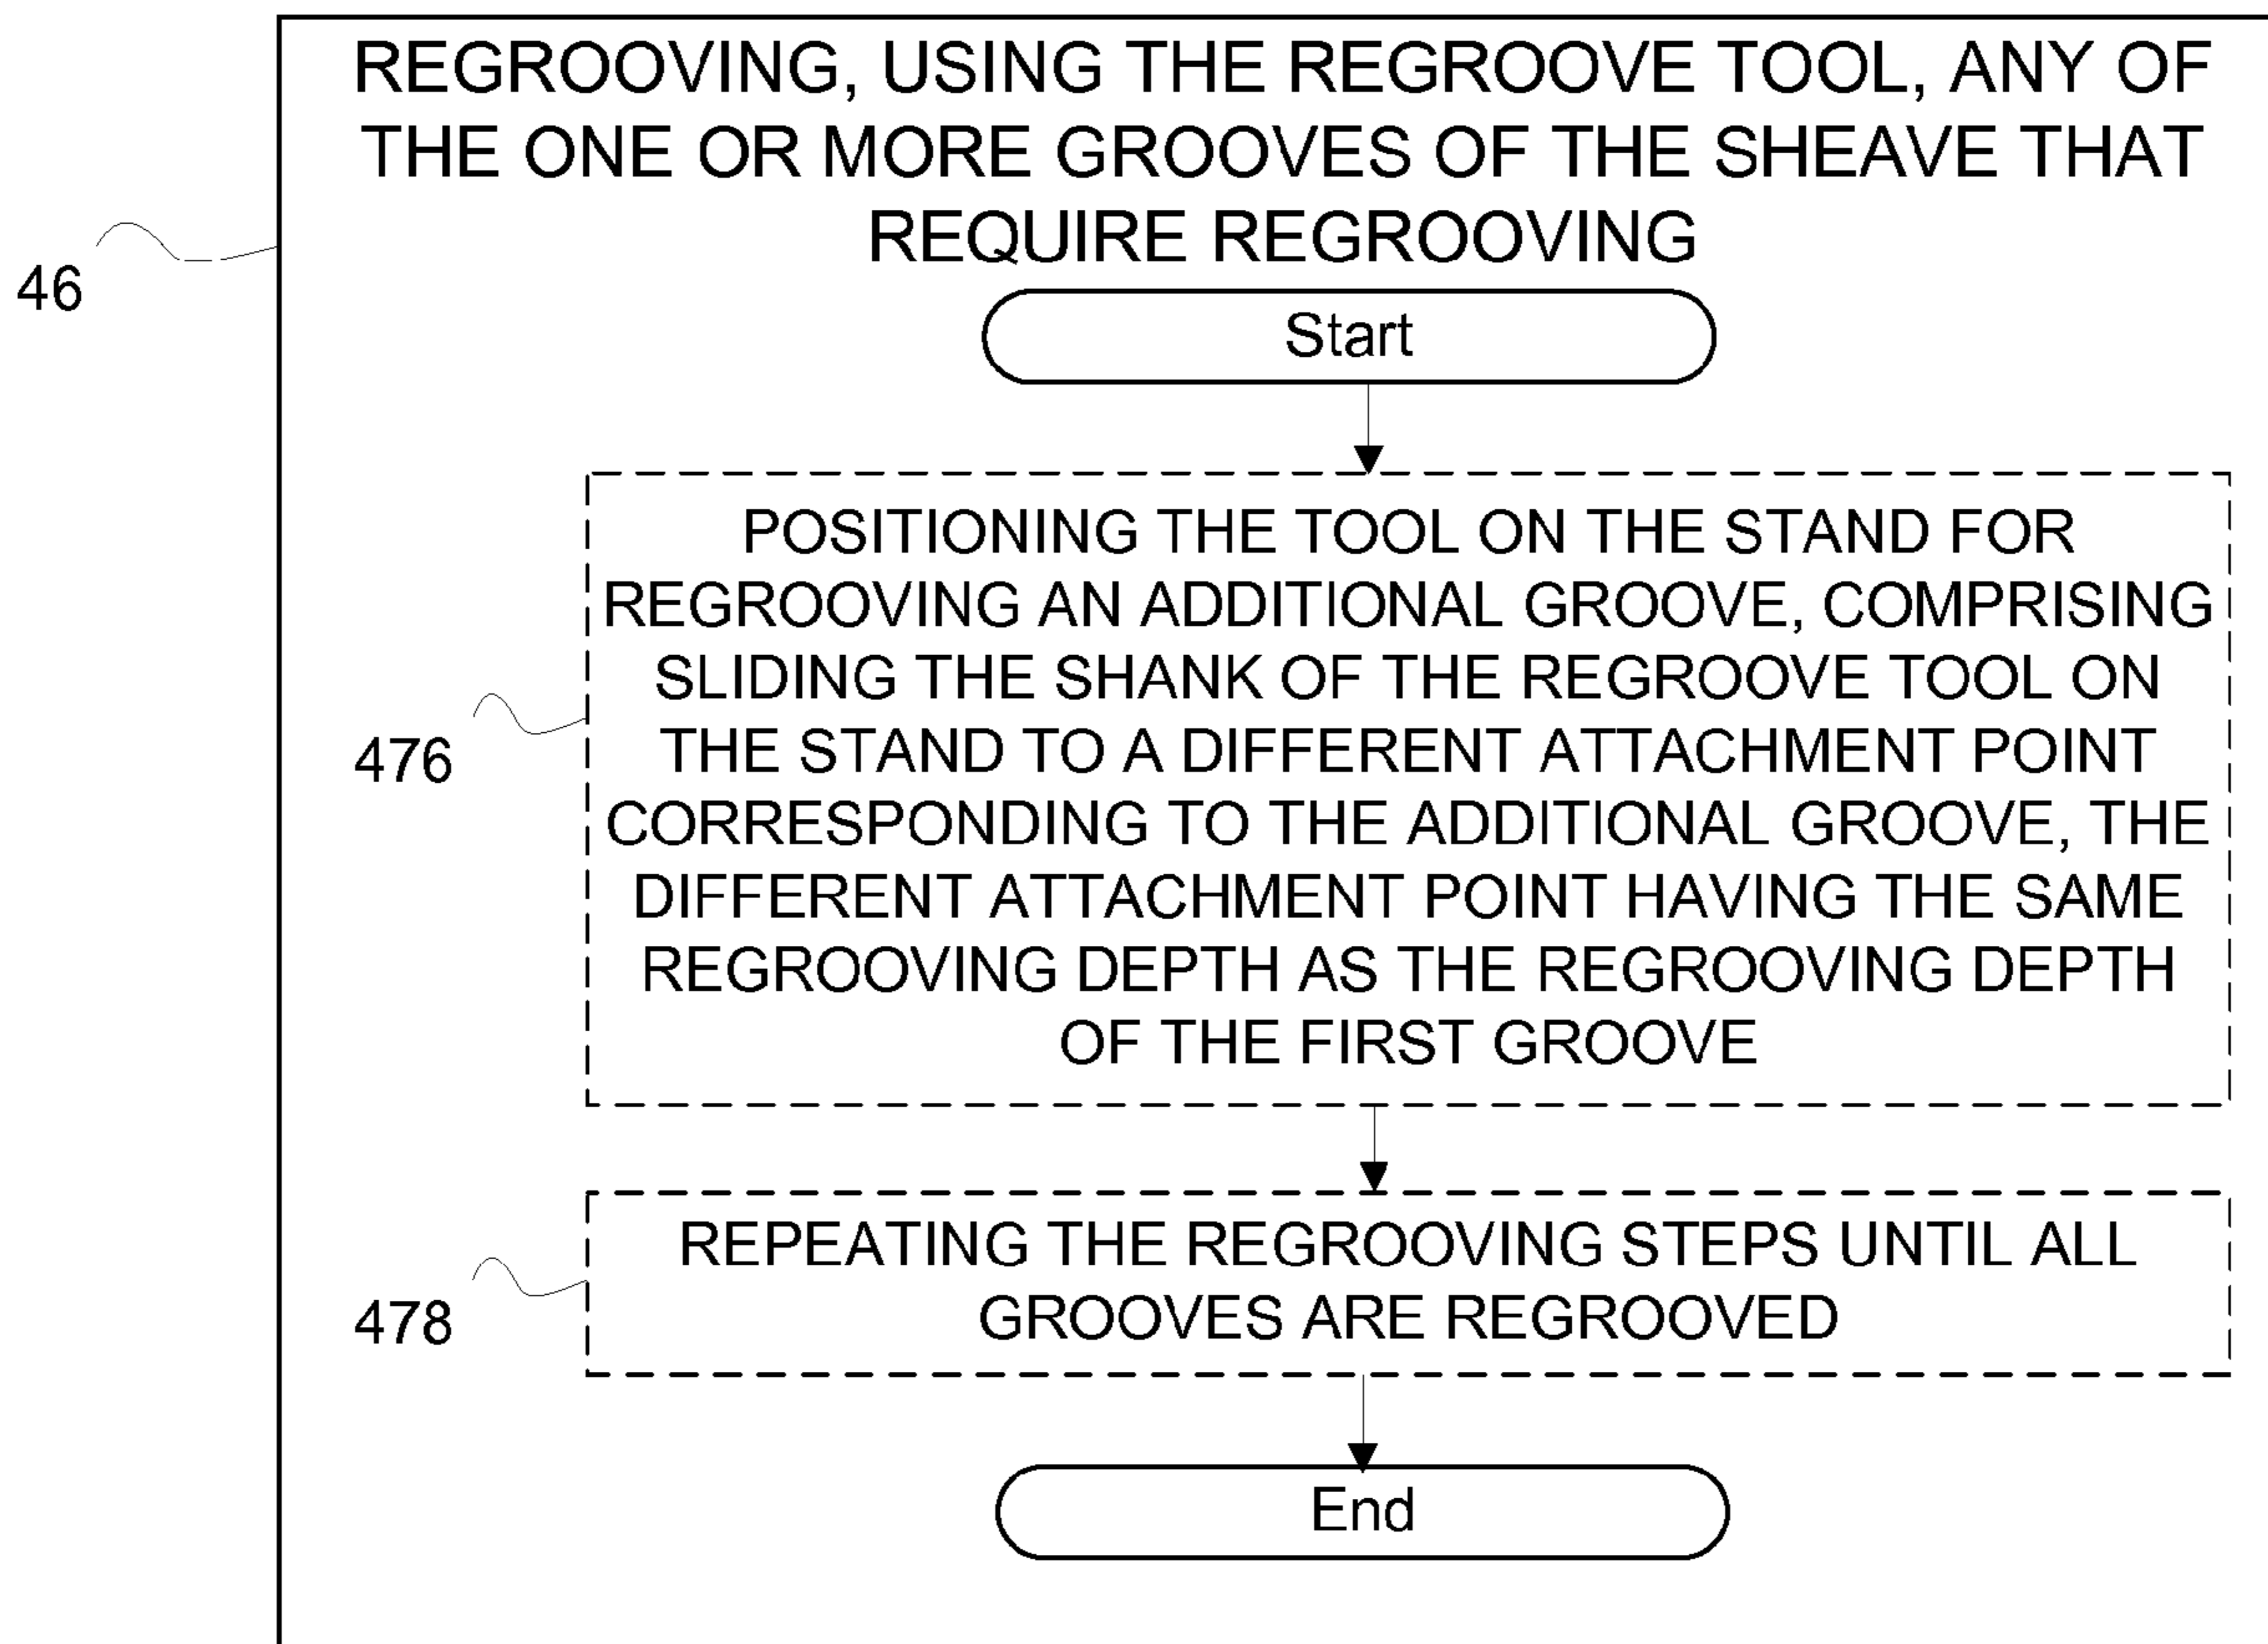 REGROOVING, USING THE REGROOVE TOOL, ANY OF
THE ONE OR MORE GROOVES OF THE SHEAVE THAT
REQUIRE REGROOVING
46
Start
POSITIONING THE TOOL ON THE STAND FOR
REGROOVING AN ADDITIONAL GROOVE, COMPRISING
SLIDING THE SHANK OF THE REGROOVE TOOL ON
THE STAND TO A DIFFERENT ATTACHMENT POINT
CORRESPONDING TO THE ADDITIONAL GROOVE, THE
DIFFERENT ATTACHMENT POINT HAVING THE SAME
REGROOVING DEPTH AS THE REGROOVING DEPTH
OF THE FIRST GROOVE
476
REPEATING THE REGROOVING STEPS UNTIL ALL
GROOVES ARE REGROOVED
478
End